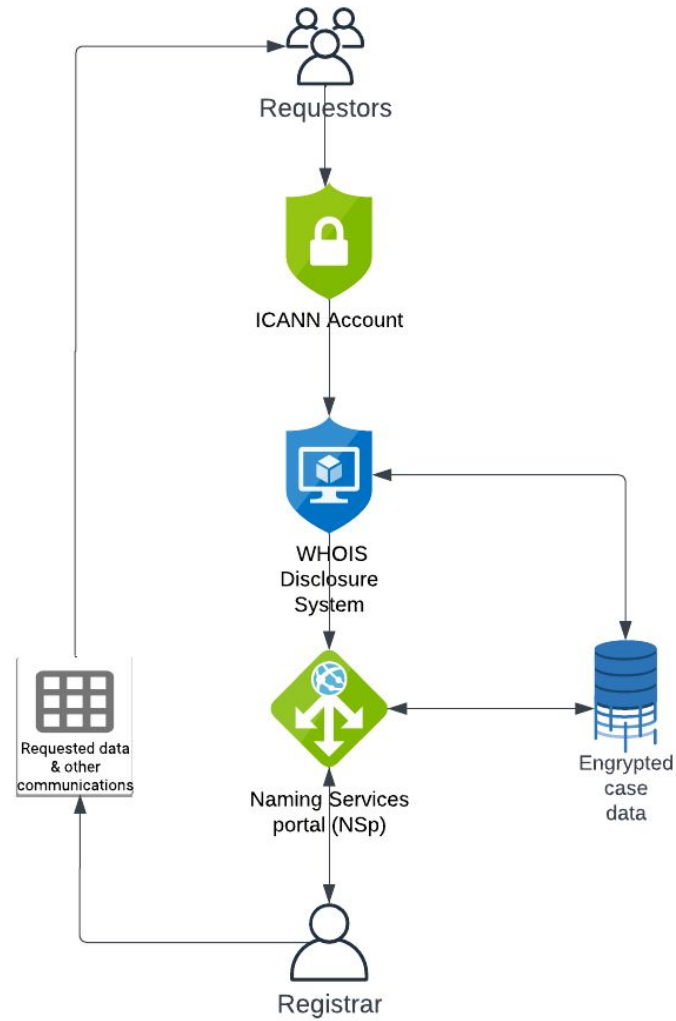 Requestors
ICANN Account
WHOIS
Disclosure
System
Requested data
& other
communications
Engrypted
case
data
Naming Services
portal (NSp)
Registrar